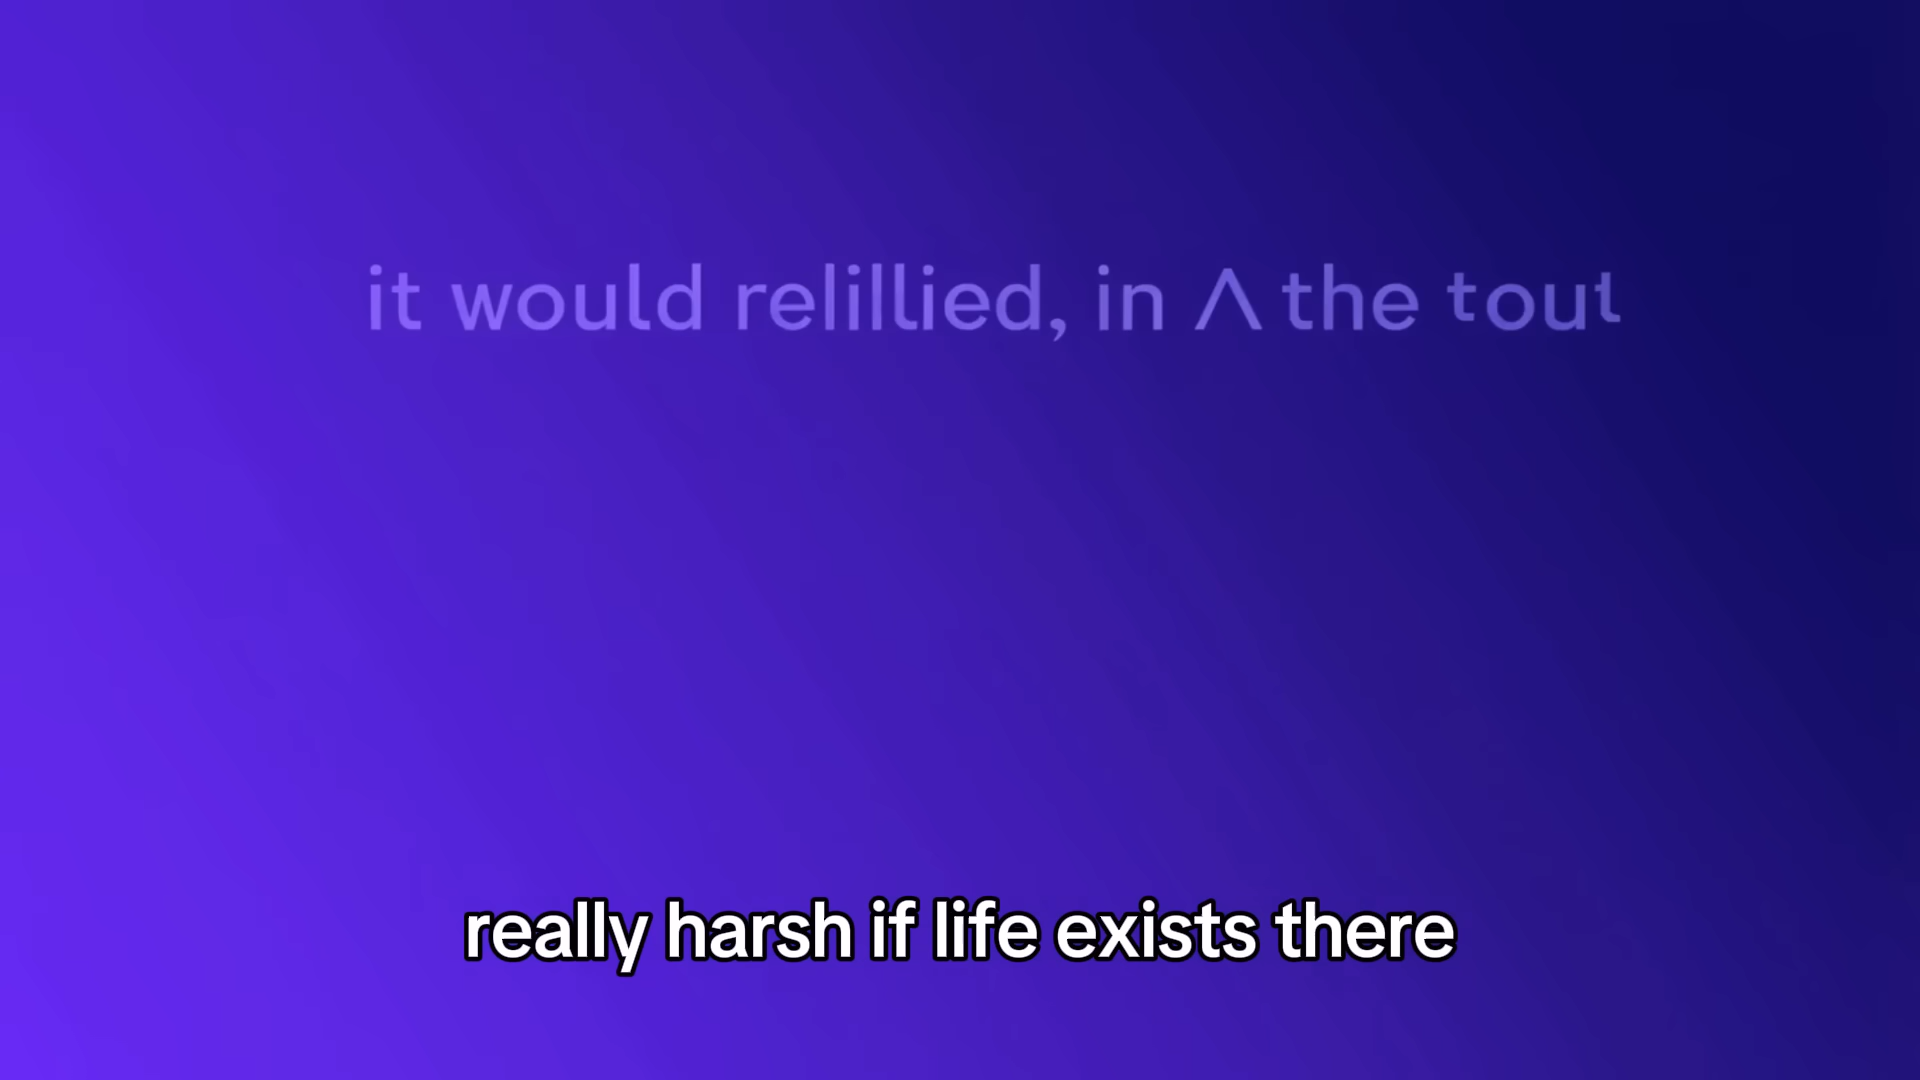 it would relillied, in Λ the tout
really harsh if life exists there